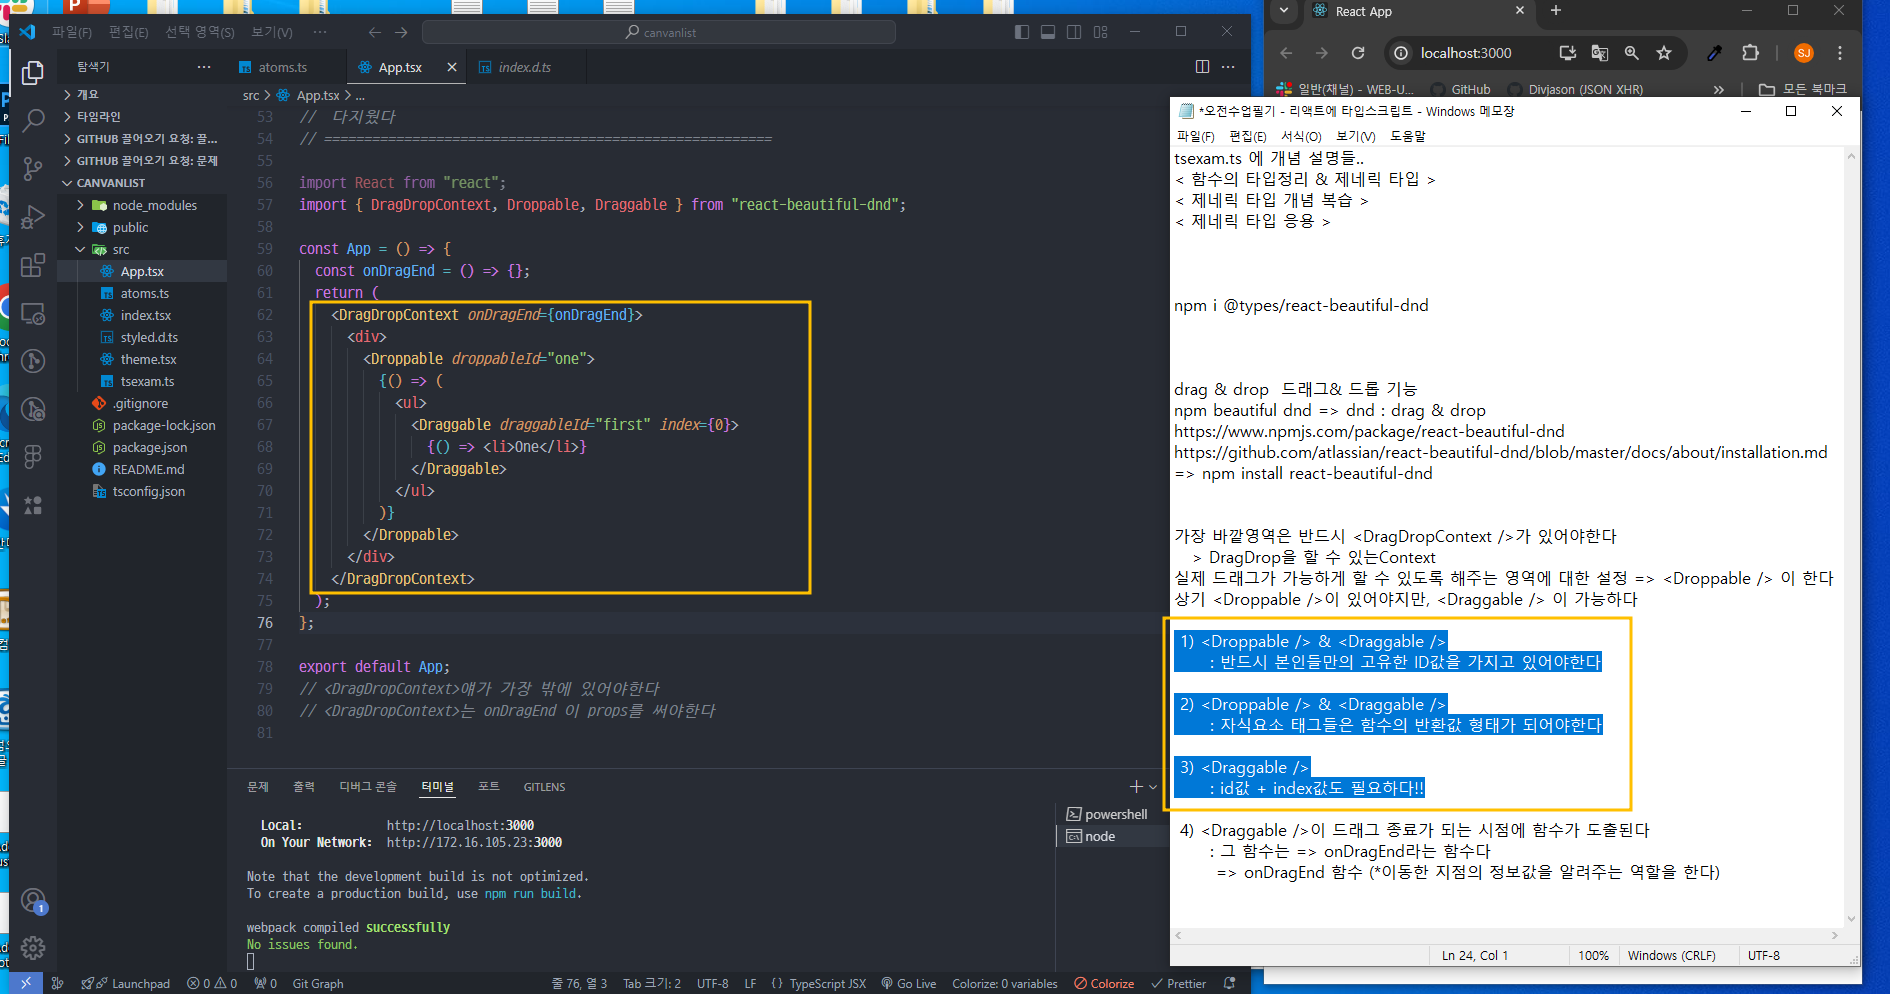 파일(F) 편집(E) 선택 영역(S) 보기(V) ···
canvanlist
탐색기
개요
타임라인
GITHUB 끌어오기 요청: 끌...
GITHUB 끌어오기 요청: 문제
CANVANLIST
node_modules
public
src
App.tsx
atoms.ts
index.tsx
styled.d.ts
theme.tsx
tsexam.ts
.gitignore
package-lock.json
package.json
README.md
tsconfig.json
atoms.ts App.tsx index.d.ts
src > App.tsx > ...
53 // 다지웠다
54 // ========================================================
55
56 import React from "react";
57 import { DragDropContext, Droppable, Draggable } from "react-beautiful-dnd";
58
59 const App = () => {
60 const onDragEnd = () => {};
61 return (
62 <DragDropContext onDragEnd={onDragEnd}>
63 <div>
64 <Droppable droppableId="one">
65 {() => (
66 <ul>
67 <Draggable draggableId="first" index={0}>
68 {() => <li>One</li>}
69 </Draggable>
70 </ul>
71 )}
72 </Droppable>
73 </div>
74 </DragDropContext>
75 );
76 };
77
78 export default App;
79 // <DragDropContext>얘가 가장 밖에 있어야한다
80 // <DragDropContext>는 onDragEnd 이 props를 써야한다
81
문제 출력 디버그 콘솔 터미널 포트 GITLENS
Local: http://localhost:3000
On Your Network: http://172.16.105.23:3000
Note that the development build is not optimized.
To create a production build, use npm run build.
webpack compiled successfully
No issues found.
powershell
node
1
Launchpad 0 0 0 Git Graph
줄 76, 열 3 Tab 크기: 2 UTF-8 LF {} TypeScript JSX Go Live Colorize: 0 variables Colorize Prettier
React App
localhost:3000
SJ
일반(채널) - WEB-U... GitHub Divjason (JSON XHR) » 모든 북마크
*오전수업필기 - 리액트에 타입스크립트 - Windows 메모장
파일(F) 편집(E) 서식(O) 보기(V) 도움말
tsexam.ts 에 개념 설명들..
< 함수의 타입정리 & 제네릭 타입 >
< 제네릭 타입 개념 복습 >
< 제네릭 타입 응용 >
npm i @types/react-beautiful-dnd
drag & drop 드래그& 드롭 기능
npm beautiful dnd => dnd : drag & drop
https://www.npmjs.com/package/react-beautiful-dnd
https://github.com/atlassian/react-beautiful-dnd/blob/master/docs/about/installation.md
=> npm install react-beautiful-dnd
가장 바깥영역은 반드시 <DragDropContext />가 있어야한다
> DragDrop을 할 수 있는Context
실제 드래그가 가능하게 할 수 있도록 해주는 영역에 대한 설정 => <Droppable /> 이 한다
상기 <Droppable />이 있어야지만, <Draggable /> 이 가능하다
1) <Droppable /> & <Draggable />
: 반드시 본인들만의 고유한 ID값을 가지고 있어야한다
2) <Droppable /> & <Draggable />
: 자식요소 태그들은 함수의 반환값 형태가 되어야한다
3) <Draggable />
: id값 + index값도 필요하다!!
4) <Draggable />이 드래그 종료가 되는 시점에 함수가 도출된다
: 그 함수는 => onDragEnd라는 함수다
=> onDragEnd 함수 (*이동한 지점의 정보값을 알려주는 역할을 한다)
Ln 24, Col 1 100% Windows (CRLF) UTF-8